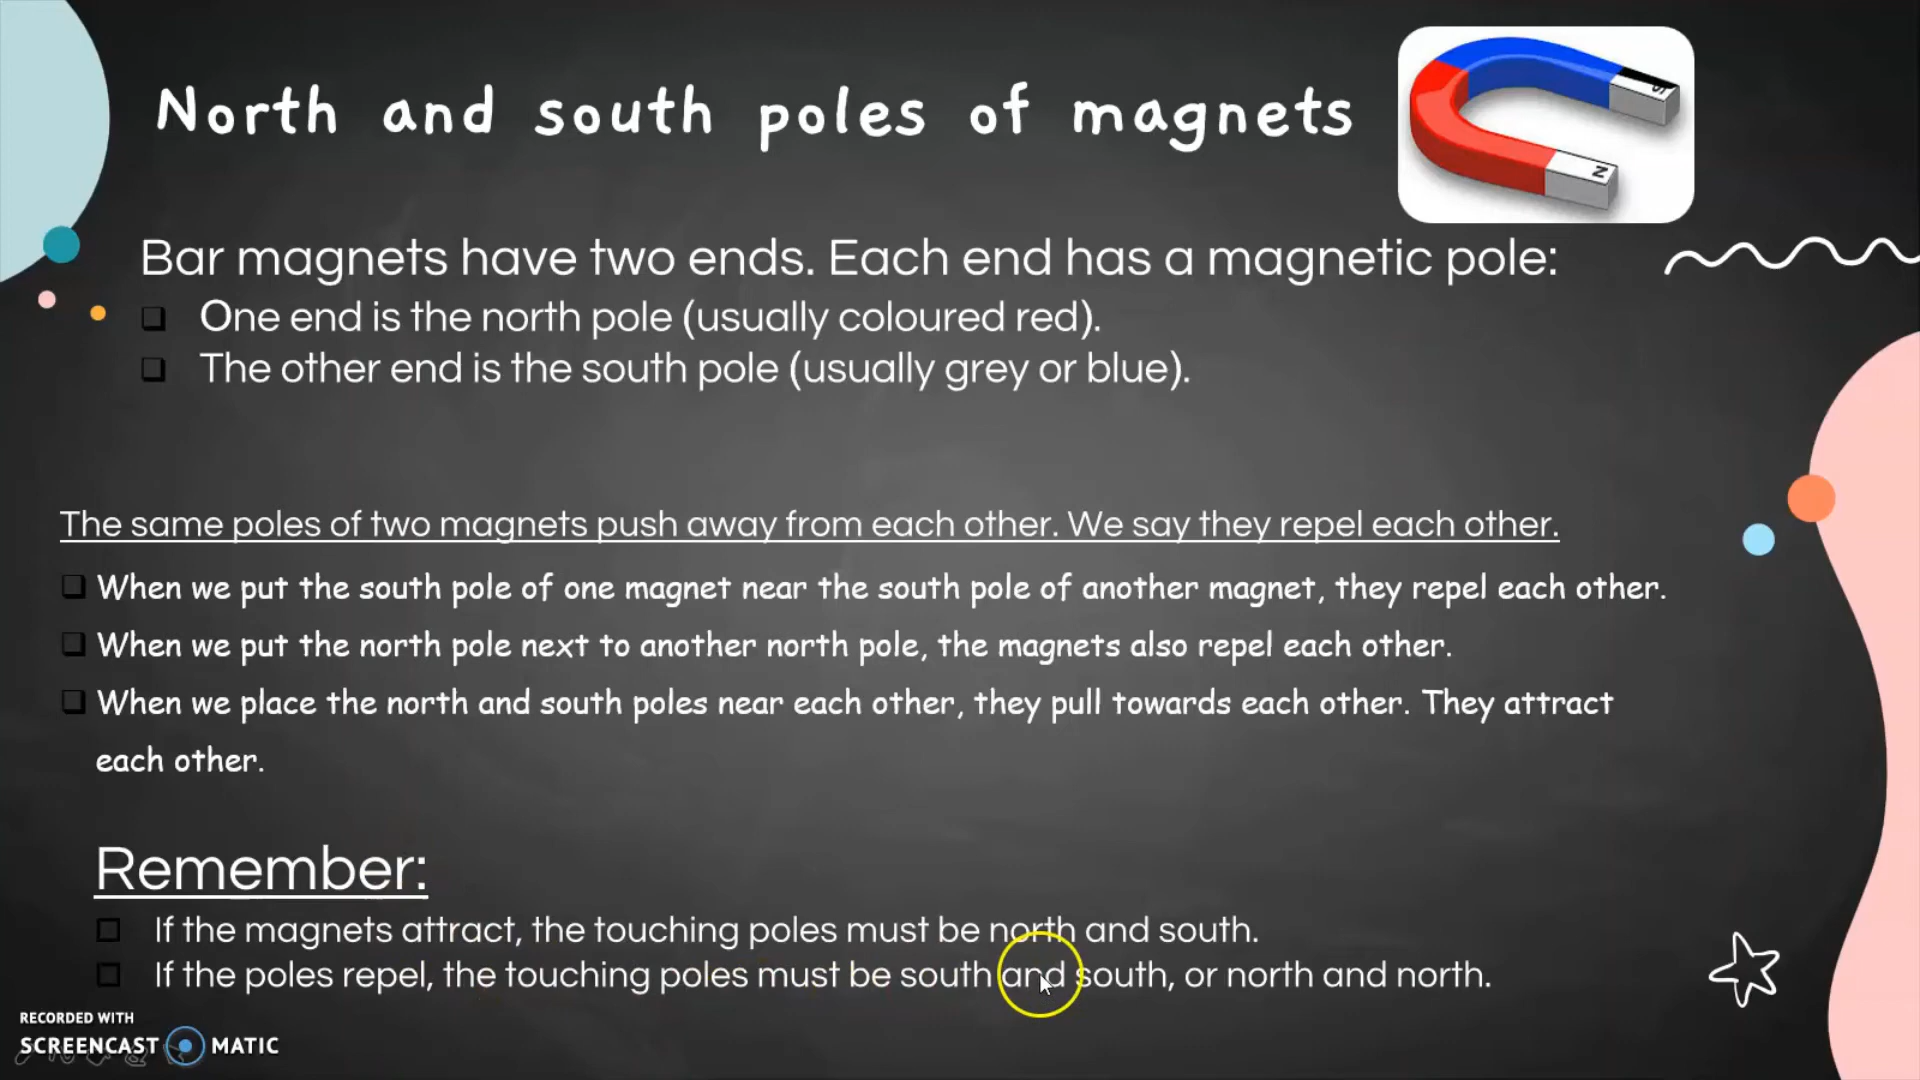 North and south poles of magnets
S
N
Bar magnets have two ends. Each end has a magnetic pole:
One end is the north pole (usually coloured red).
The other end is the south pole (usually grey or blue).
The same poles of two magnets push away from each other. We say they repel each other.
When we put the south pole of one magnet near the south pole of another magnet, they repel each other.
When we put the north pole next to another north pole, the magnets also repel each other.
When we place the north and south poles near each other, they pull towards each other. They attract
each other.
Remember:
If the magnets attract, the touching poles must be north and south.
If the poles repel, the touching poles must be south and south, or north and north.
RECORDED WITH
SCREENCAST MATIC